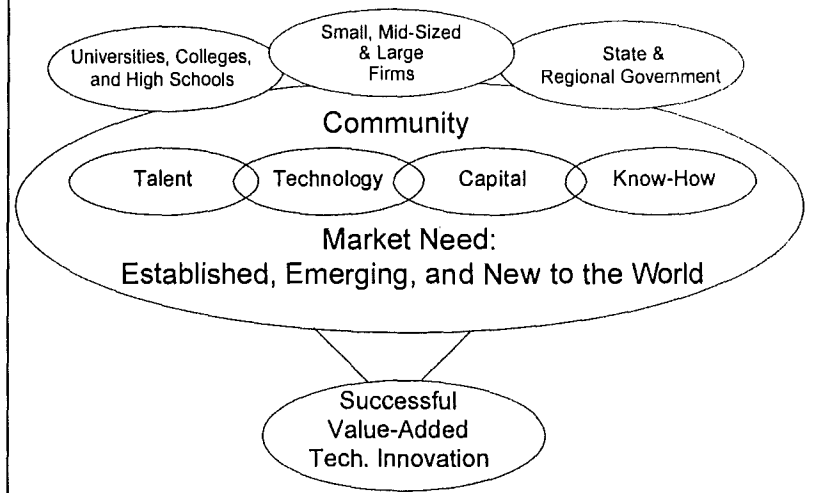 Universities, Colleges,
and High Schools
Small, Mid-Sized
& Large
Firms
State &
Regional Government
Community
Talent
Technology
Capital
Know-How
Market Need:
Established, Emerging, and New to the World
Successful
Value-Added
Tech. Innovation